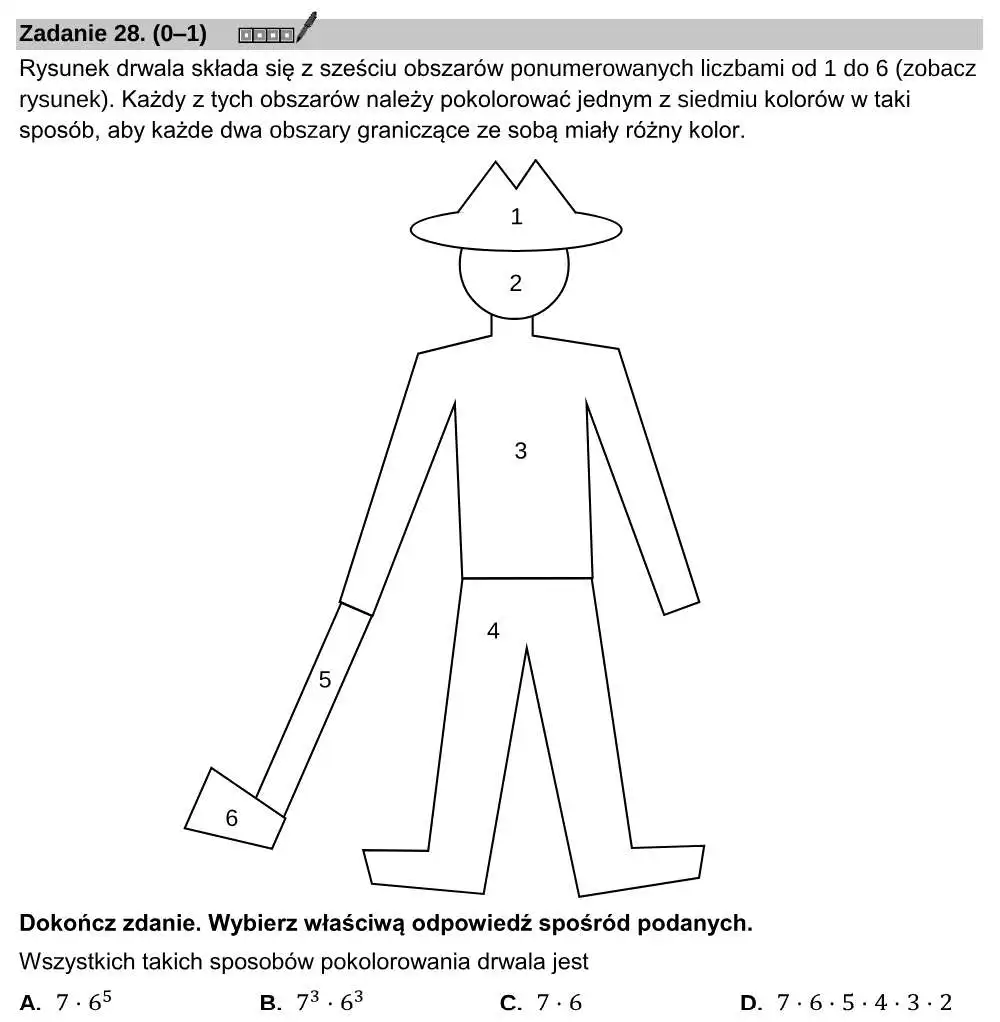 Zadanie 28. (0–1)
Rysunek drwala składa się z sześciu obszarów ponumerowanych liczbami od 1 do 6 (zobacz
rysunek). Każdy z tych obszarów należy pokolorować jednym z siedmiu kolorów w taki
sposób, aby każde dwa obszary graniczące ze sobą miały różny kolor.
1
2
3
4
5
6
Dokończ zdanie. Wybierz właściwą odpowiedź spośród podanych.
Wszystkich takich sposobów pokolorowania drwala jest
A. 7 · 6⁵ B. 7³ · 6³ C. 7 · 6 D. 7 · 6 · 5 · 4 · 3 · 2